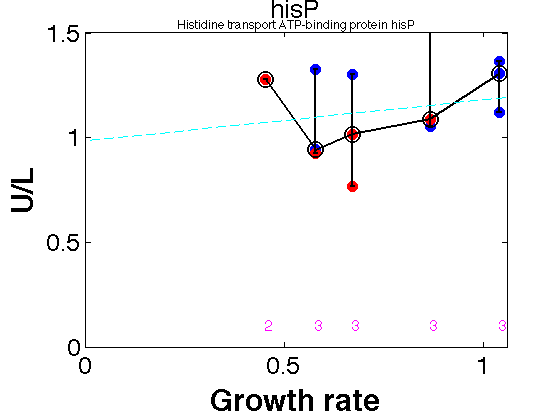 hisP
Histidine transport ATP-binding protein hisP
1.5
1
0.5
0
U/L
2 3 3 3 3
0 0.5 1
Growth rate